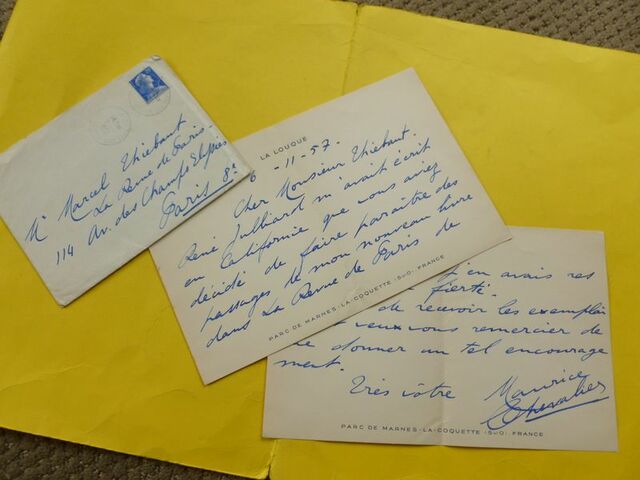 Mr Marcel Thiébaut
La Revue de Paris.
114 Av. des Champs Elysées
Paris 8e
LA LOUQUE
6-11-57.
Cher Monsieur Thiébaut.
René Julliard m'avait écrit
en Californie que vous aviez
décidé de faire paraître des
passages de mon nouveau livre
dans La Revue de Paris de
PARC DE MARNES-LA-COQUETTE (S&O) FRANCE
J'en avais res
fierté.
de recevoir les exemplai
veux vous remercier de
donner un tel encourage
ment.
Très vôtre
Maurice
Chevalier
PARC DE MARNES-LA-COQUETTE (S&O) FRANCE